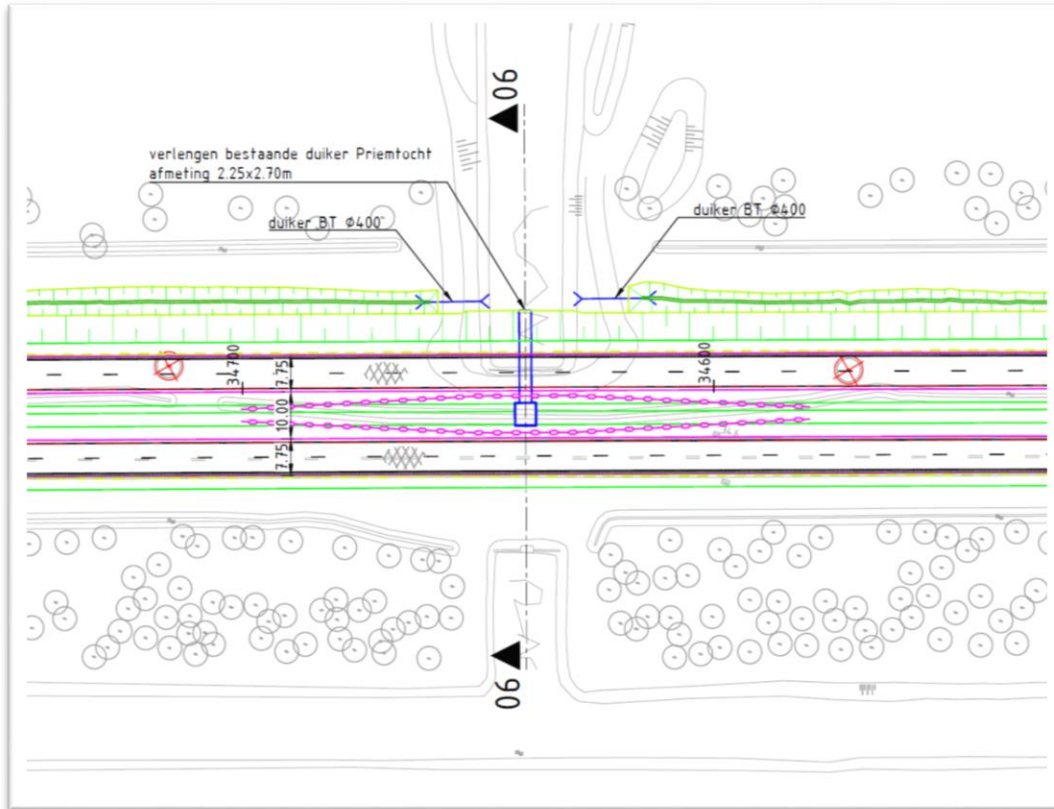 06
verlengen bestaande duiker Priemtocht
afmeting 2.25x2.70m
duiker BT Φ400
duiker BT Φ400
34700
7.75
34600
10.00
7.75
06